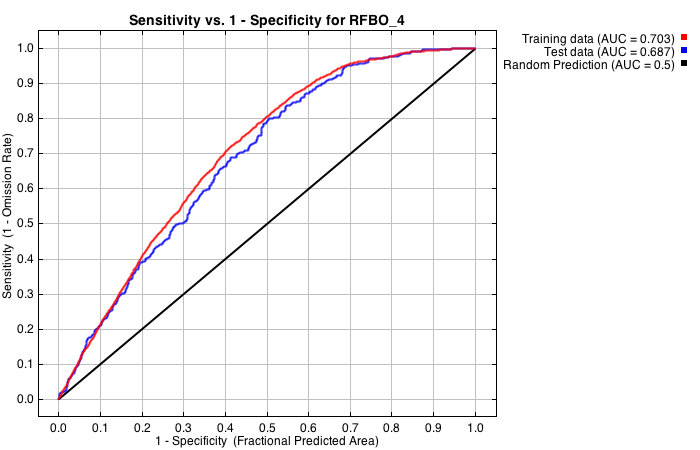 Sensitivity vs. 1 - Specificity for RFBO_4
Training data (AUC = 0.703)
Test data (AUC = 0.687)
Random Prediction (AUC = 0.5)
Sensitivity (1 - Omission Rate)
1.0
0.9
0.8
0.7
0.6
0.5
0.4
0.3
0.2
0.1
0.0
0.0 0.1 0.2 0.3 0.4 0.5 0.6 0.7 0.8 0.9 1.0
1 - Specificity (Fractional Predicted Area)